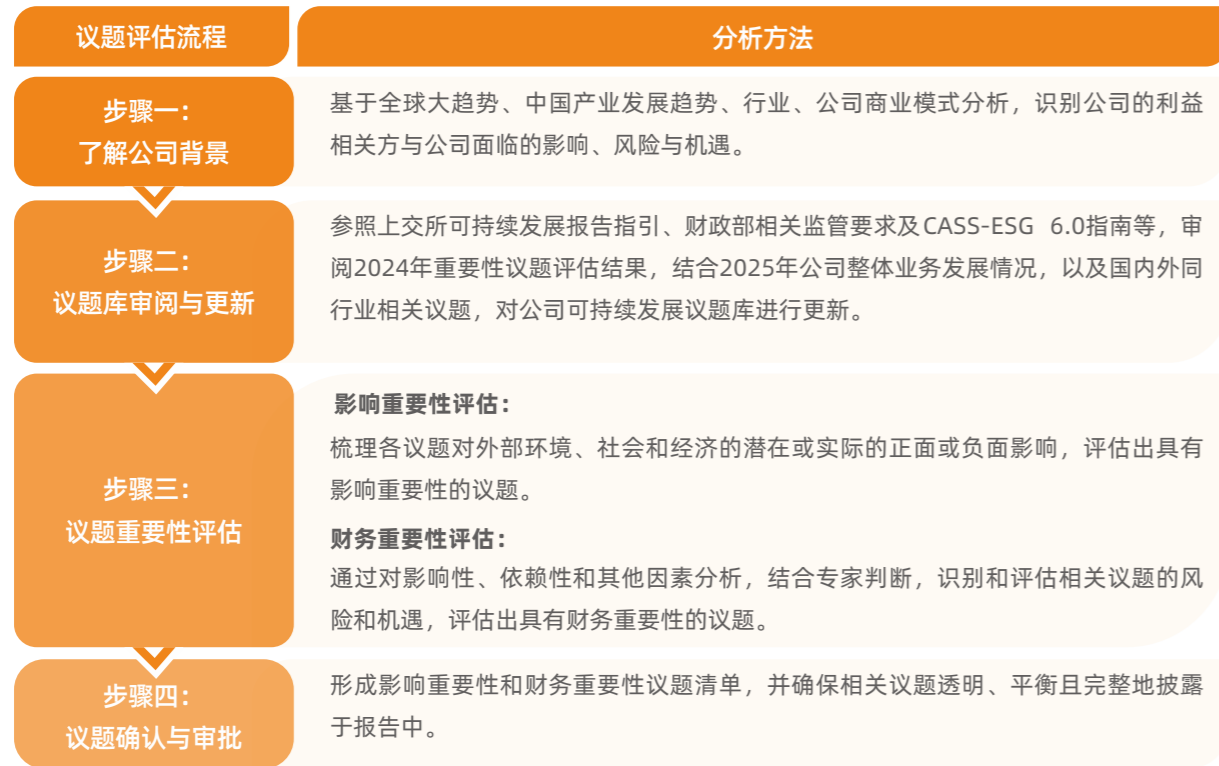 议题评估流程
分析方法
步骤一：
了解公司背景
基于全球大趋势、中国产业发展趋势、行业、公司商业模式分析，识别公司的利益
相关方与公司面临的影响、风险与机遇。
步骤二：
议题库审阅与更新
参照上交所可持续发展报告指引、财政部相关监管要求及CASS-ESG 6.0指南等，审
阅2024年重要性议题评估结果，结合2025年公司整体业务发展情况，以及国内外同
行业相关议题，对公司可持续发展议题库进行更新。
步骤三：
议题重要性评估
影响重要性评估：
梳理各议题对外部环境、社会和经济的潜在或实际的正面或负面影响，评估出具有
影响重要性的议题。
财务重要性评估：
通过对影响性、依赖性和其他因素分析，结合专家判断，识别和评估相关议题的风
险和机遇，评估出具有财务重要性的议题。
步骤四：
议题确认与审批
形成影响重要性和财务重要性议题清单，并确保相关议题透明、平衡且完整地披露
于报告中。